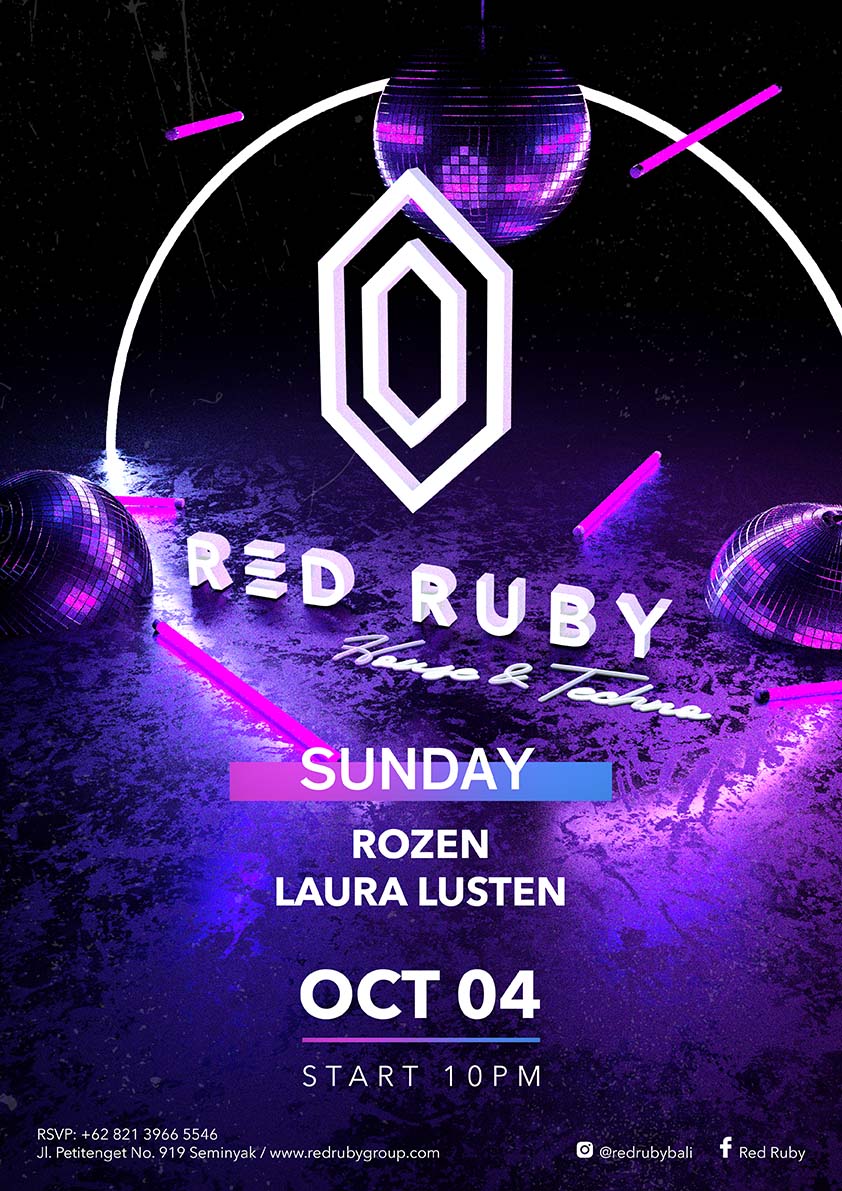 RED RUBY
House & Techno
SUNDAY
ROZEN
LAURA LUSTEN
OCT 04
START 10PM
RSVP: +62 821 3966 5546
Jl. Petitenget No. 919 Seminyak / www.redrubygroup.com
@redrubybali
Red Ruby